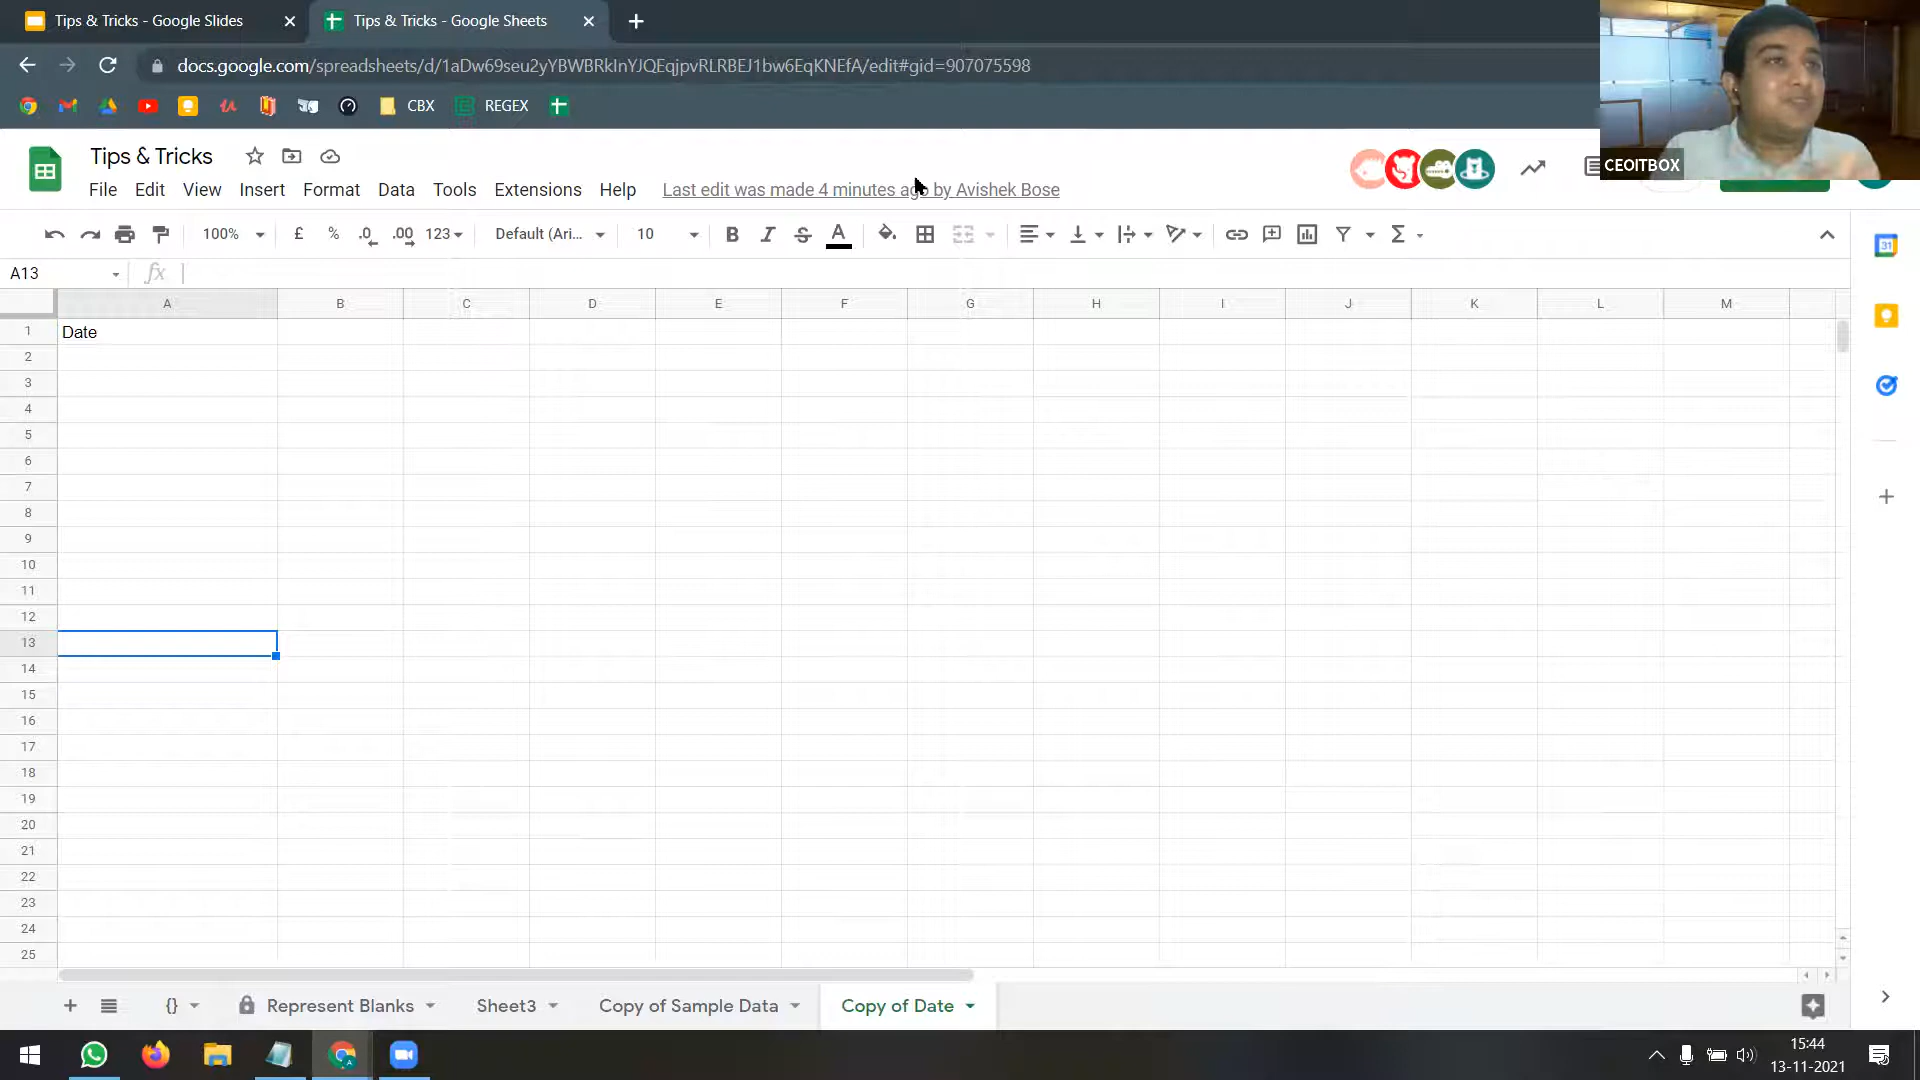 Tips & Tricks - Google Slides
Tips & Tricks - Google Sheets
docs.google.com/spreadsheets/d/1aDw69seu2yYBWBRkInYJQEqjpvRLRBEJ1bw6EqKNEfA/edit#gid=907075598
CBX
REGEX
CEOITBOX
Tips & Tricks
File Edit View Insert Format Data Tools Extensions Help Last edit was made 4 minutes ago by Avishek Bose
100% £ % .0 .00 123 Default (Ari... 10 B I S A Σ
A13 fx
A B C D E F G H I J K L M
1 Date
2
3
4
5
6
7
8
9
10
11
12
13
14
15
16
17
18
19
20
21
22
23
24
25
+ {} Represent Blanks Sheet3 Copy of Sample Data Copy of Date
15:44
13-11-2021